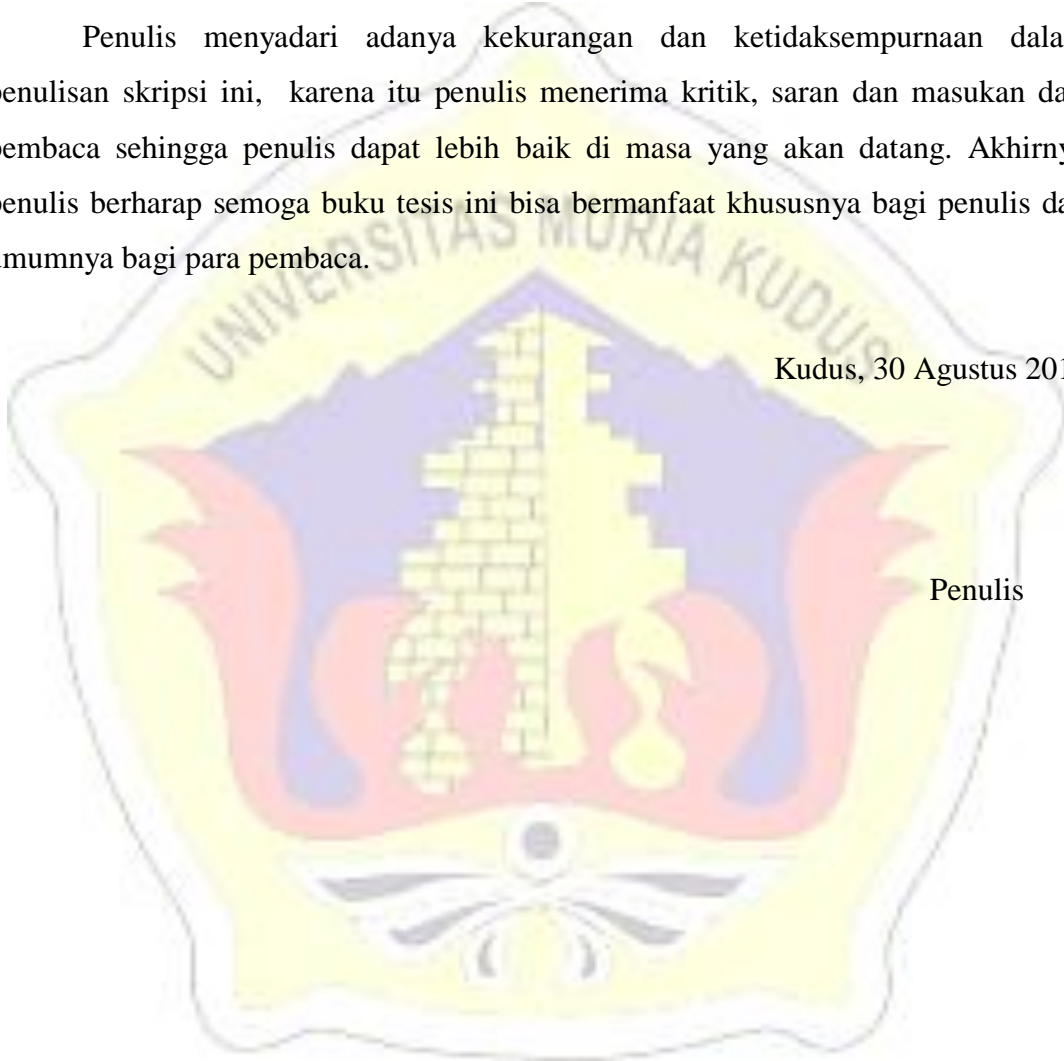 Penulis menyadari adanya kekurangan dan ketidaksempurnaan dala
penulisan skripsi ini, karena itu penulis menerima kritik, saran dan masukan da
pembaca sehingga penulis dapat lebih baik di masa yang akan datang. Akhirny
penulis berharap semoga buku tesis ini bisa bermanfaat khususnya bagi penulis da
umumnya bagi para pembaca.
UNIVERSITAS MURIA KUDUS
Kudus, 30 Agustus 201
Penulis